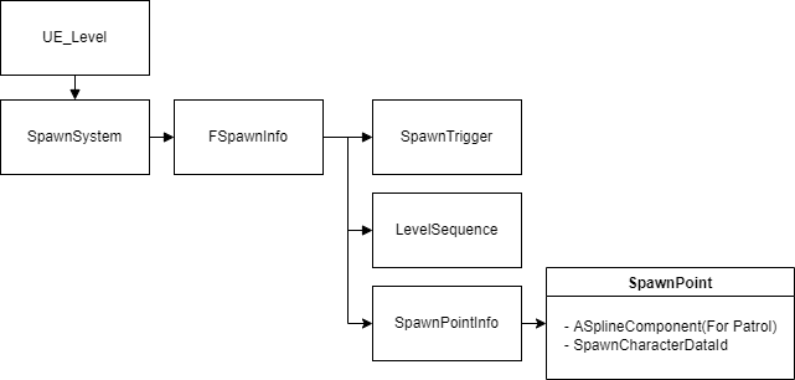 UE_Level
SpawnSystem
FSpawnInfo
SpawnTrigger
LevelSequence
SpawnPointInfo
SpawnPoint
- ASplineComponent(For Patrol)
- SpawnCharacterDataId